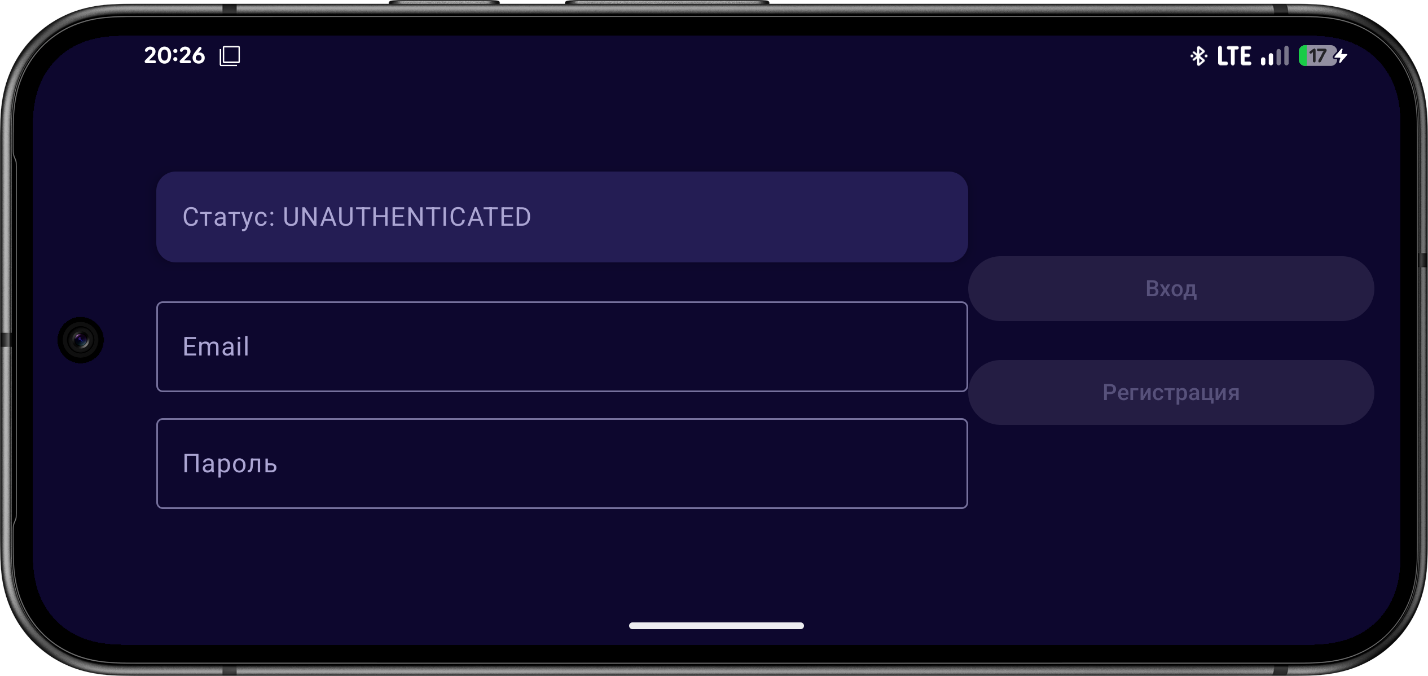 20:26
LTE
17
Статус: UNAUTHENTICATED
Email
Пароль
Вход
Регистрация